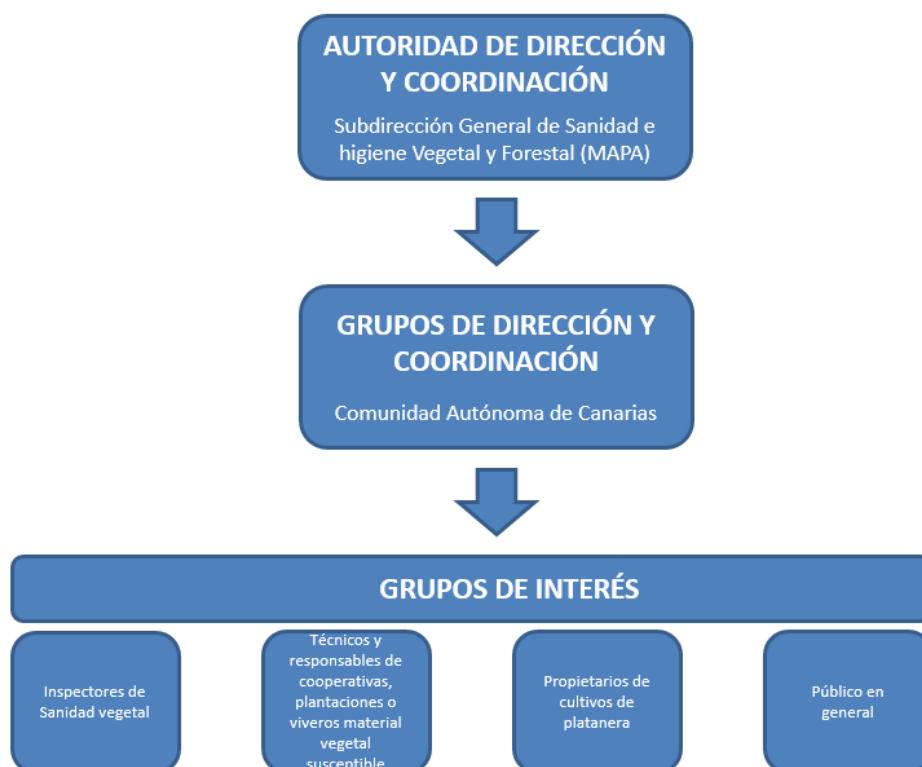 AUTORIDAD DE DIRECCIÓN
Y COORDINACIÓN
Subdirección General de Sanidad e
higiene Vegetal y Forestal (MAPA)
GRUPOS DE DIRECCIÓN Y
COORDINACIÓN
Comunidad Autónoma de Canarias
GRUPOS DE INTERÉS
Inspectores de
Sanidad vegetal
Técnicos y
responsables de
cooperativas,
plantaciones o
viveros material
vegetal
susceptible
Propietarios de
cultivos de
platanera
Público en
general